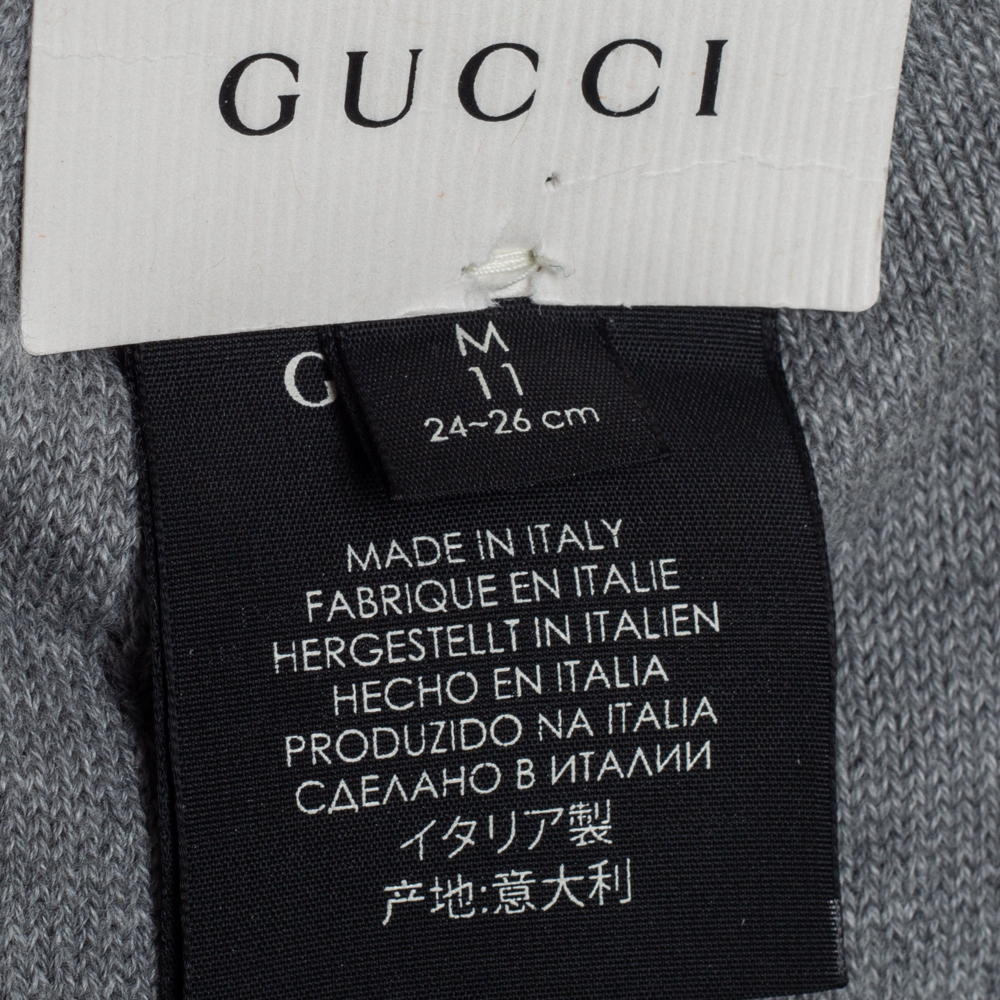 GUCCI
M
11
24~26 cm
G
MADE IN ITALY
FABRIQUE EN ITALIE
HERGESTELLT IN ITALIEN
HECHO EN ITALIA
PRODUZIDO NA ITALIA
СДЕЛАНО В ИТАЛИИ
イタリア製
产地:意大利